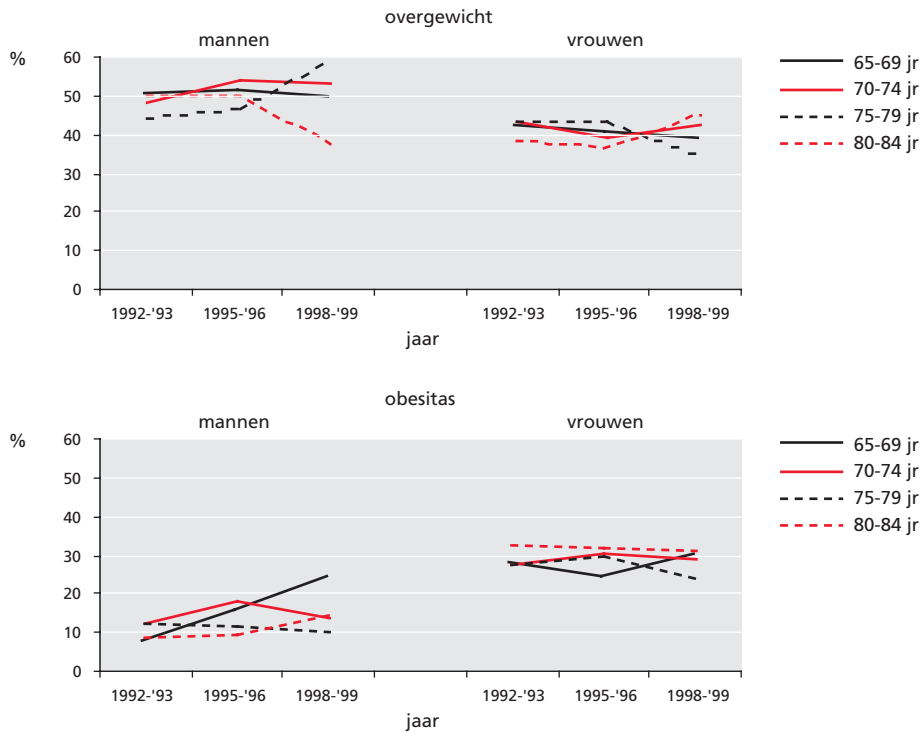 overgewicht
mannen vrouwen
%
60
50
40
30
20
10
0
65-69 jr
70-74 jr
75-79 jr
80-84 jr
1992-'93 1995-'96 1998-'99 1992-'93 1995-'96 1998-'99
jaar
obesitas
mannen vrouwen
%
60
50
40
30
20
10
0
65-69 jr
70-74 jr
75-79 jr
80-84 jr
1992-'93 1995-'96 1998-'99 1992-'93 1995-'96 1998-'99
jaar